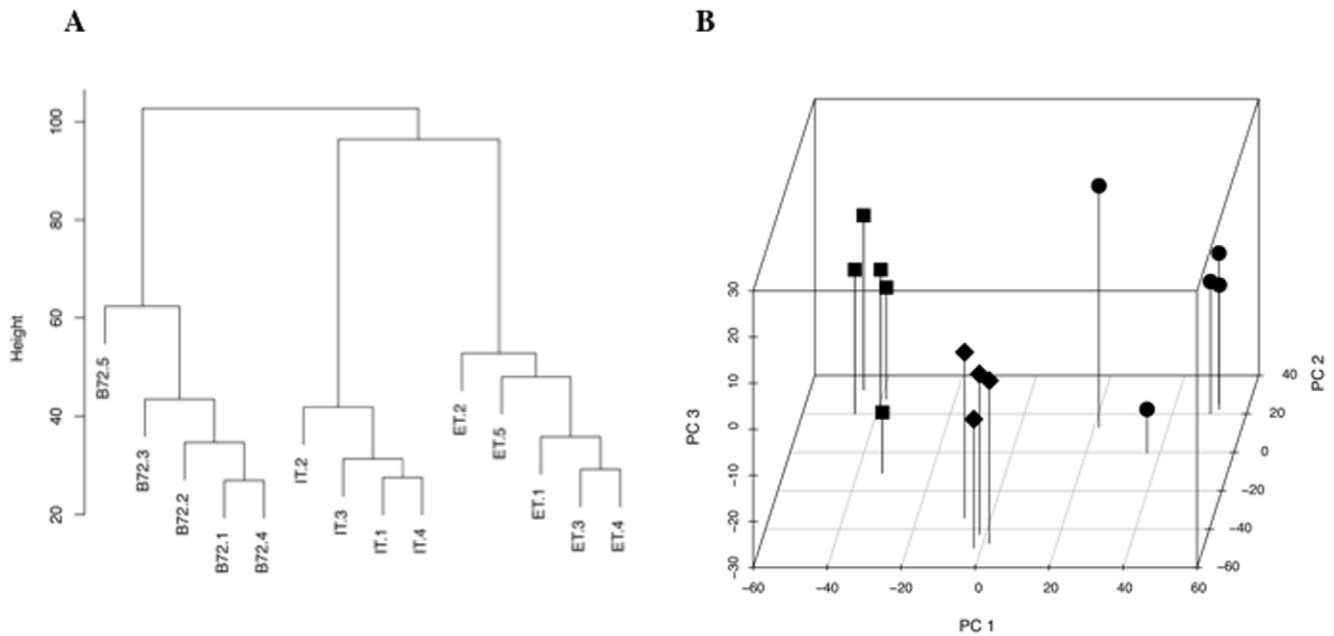 A
B
Height
100
80
60
40
20
B72.5
B72.3
B72.2
B72.1
B72.4
IT.2
IT.3
IT.1
IT.4
ET.2
ET.5
ET.1
ET.3
ET.4
PC 3
30
20
10
0
−10
−20
−30
−60
−40
−20
0
20
40
60
PC 1
40
20
0
−20
−40
−60
PC 2